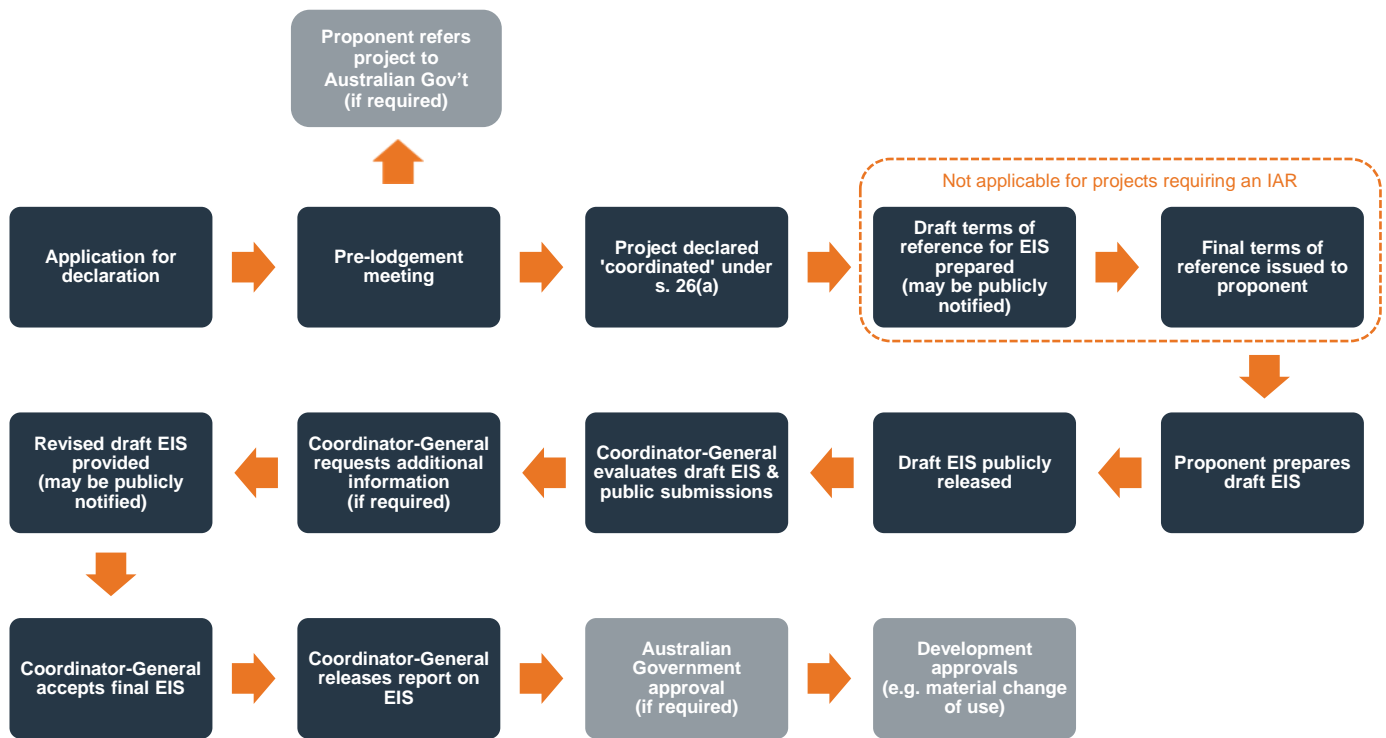 Proponent refers
project to
Australian Gov't
(if required)
Not applicable for projects requiring an IAR
Application for
declaration
Pre-lodgement
meeting
Project declared
'coordinated' under
s. 26(a)
Draft terms of
reference for EIS
prepared
(may be publicly
notified)
Final terms of
reference issued to
proponent
Revised draft EIS
provided
(may be publicly
notified)
Coordinator-General
requests additional
information
(if required)
Coordinator-General
evaluates draft EIS &
public submissions
Draft EIS publicly
released
Proponent prepares
draft EIS
Coordinator-General
accepts final EIS
Coordinator-General
releases report on
EIS
Australian
Government
approval
(if required)
Development
approvals
(e.g. material change
of use)